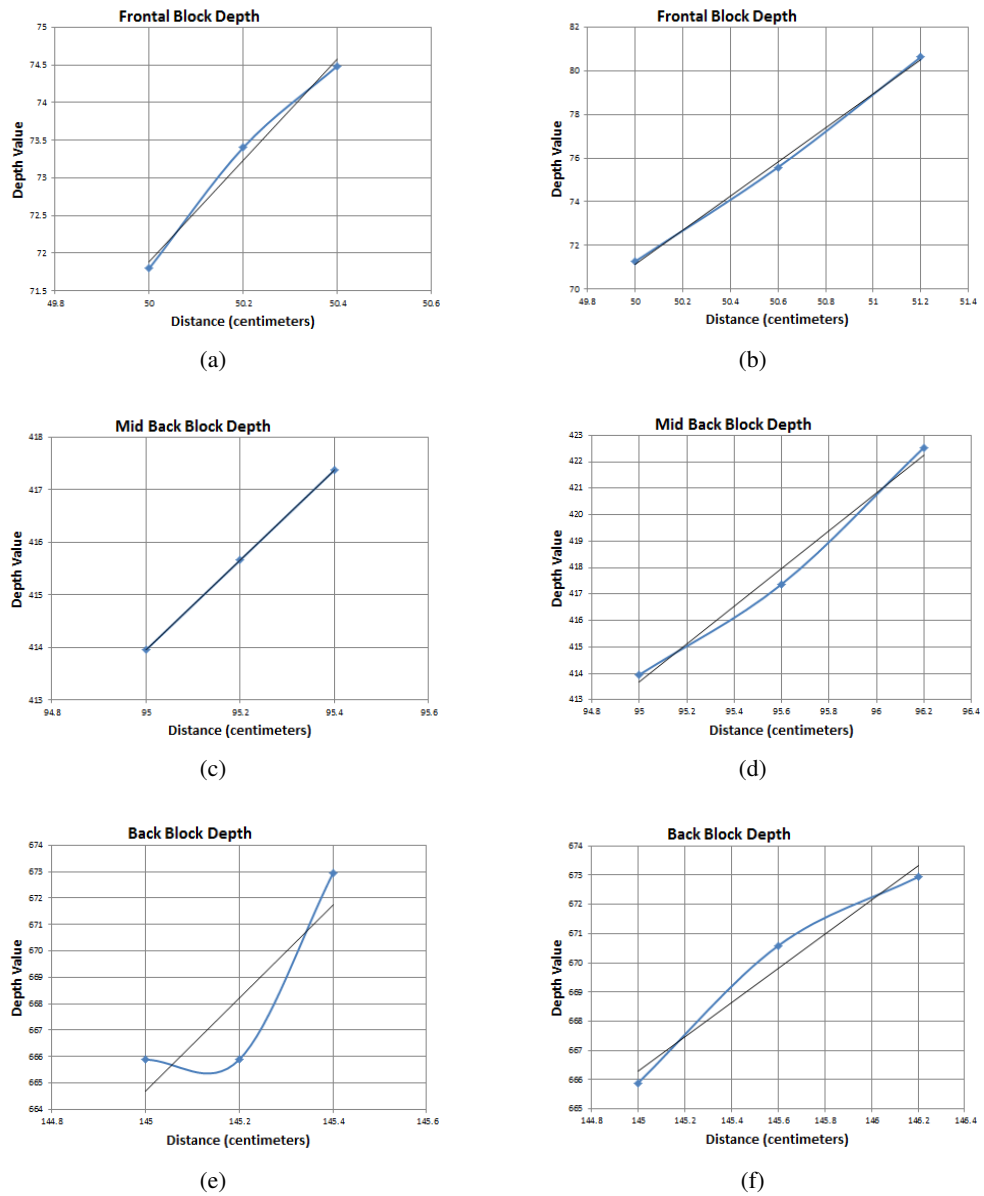 Frontal Block Depth
75
74.5
74
73.5
73
72.5
72
71.5
Depth Value
49.8 50 50.2 50.4 50.6
Distance (centimeters)
(a)
Frontal Block Depth
82
80
78
76
74
72
70
Depth Value
49.8 50 50.2 50.4 50.6 50.8 51 51.2 51.4
Distance (centimeters)
(b)
Mid Back Block Depth
418
417
416
415
414
413
Depth Value
94.8 95 95.2 95.4 95.6
Distance (centimeters)
(c)
Mid Back Block Depth
423
422
421
420
419
418
417
416
415
414
413
Depth Value
94.8 95 95.2 95.4 95.6 95.8 96 96.2 96.4
Distance (centimeters)
(d)
Back Block Depth
674
673
672
671
670
669
668
667
666
665
664
Depth Value
144.8 145 145.2 145.4 145.6
Distance (centimeters)
(e)
Back Block Depth
674
673
672
671
670
669
668
667
666
665
Depth Value
144.8 145 145.2 145.4 145.6 145.8 146 146.2 146.4
Distance (centimeters)
(f)